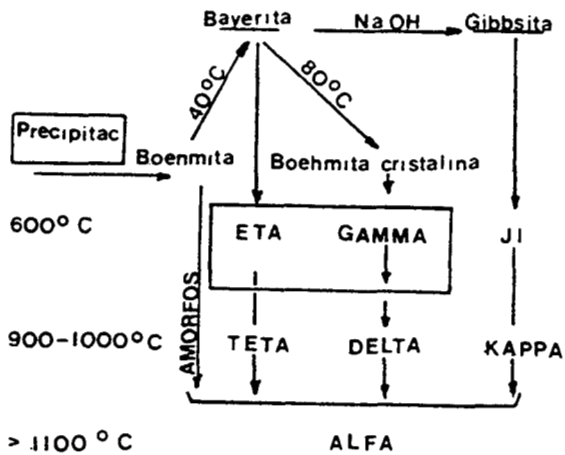 Bayerita NaOH Gibbsita
40°C 80°C
Precipitac
Boenmita Boehmita cristalina
600° C ETA GAMMA JI
AMORFOS
900-1000°C TETA DELTA KAPPA
> 1100 °C ALFA